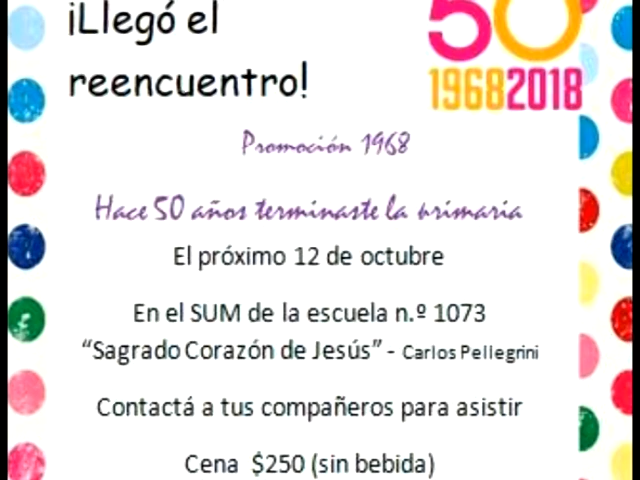 ¡Llegó el
reencuentro!
50
19682018
Promoción 1968
Hace 50 años terminaste la primaria
El próximo 12 de octubre
En el SUM de la escuela n.º 1073
“Sagrado Corazón de Jesús” - Carlos Pellegrini
Contactá a tus compañeros para asistir
Cena $250 (sin bebida)